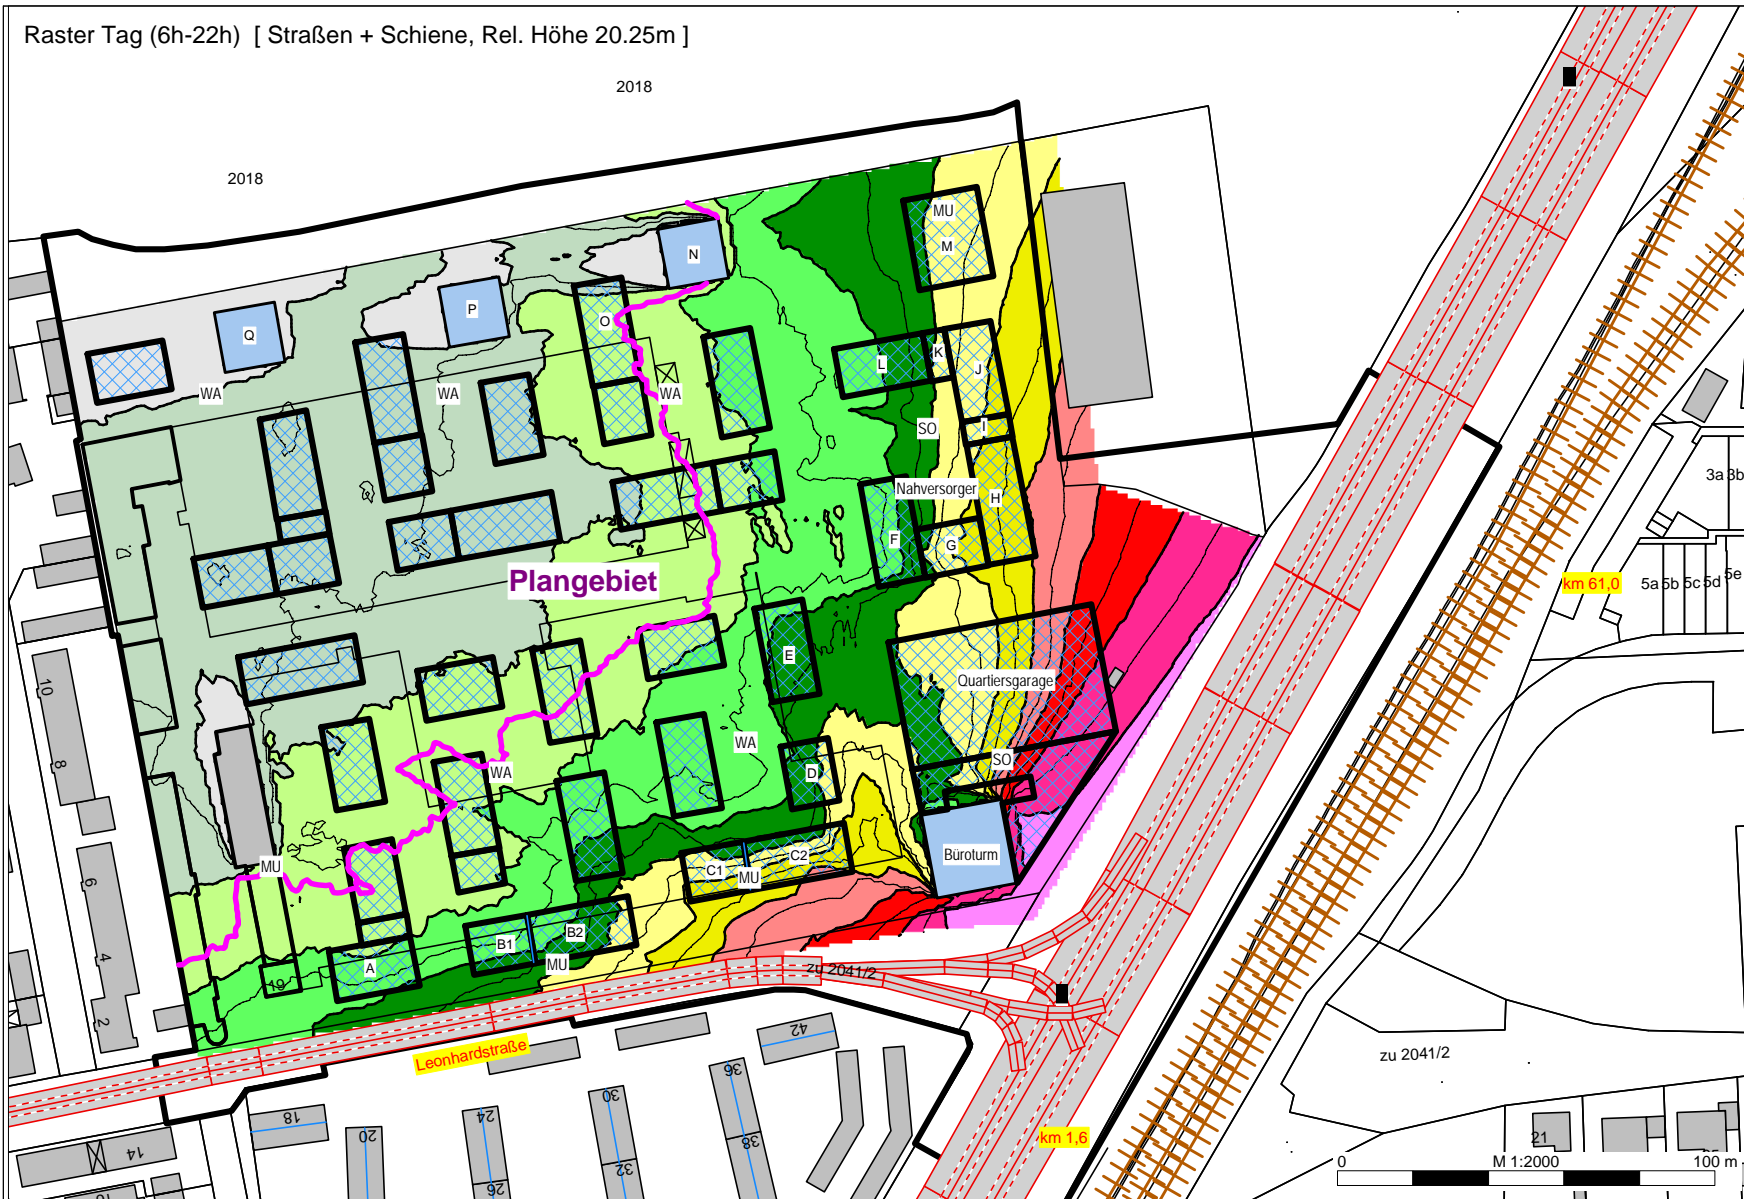 Raster Tag (6h-22h) [ Straßen + Schiene, Rel. Höhe 20.25m ]
2018
2018
MU
M
N
Q
P
O
WA
WA
WA
L
K
J
I
SO
Nahversorger
H
F
G
3a 3b
km 61,0
5a 5b 5c 5d 5e
Plangebiet
E
Quartiersgarage
10
8
WA
WA
D
SO
Büroturm
MU
C1
C2
MU
6
4
2
B1
B2
MU
A
19
zu 2041/2
Leonhardstraße
42
zu 2041/2
36
30
24
18
20
14
38
32
26
km 1,6
21
0
M 1:2000
100 m